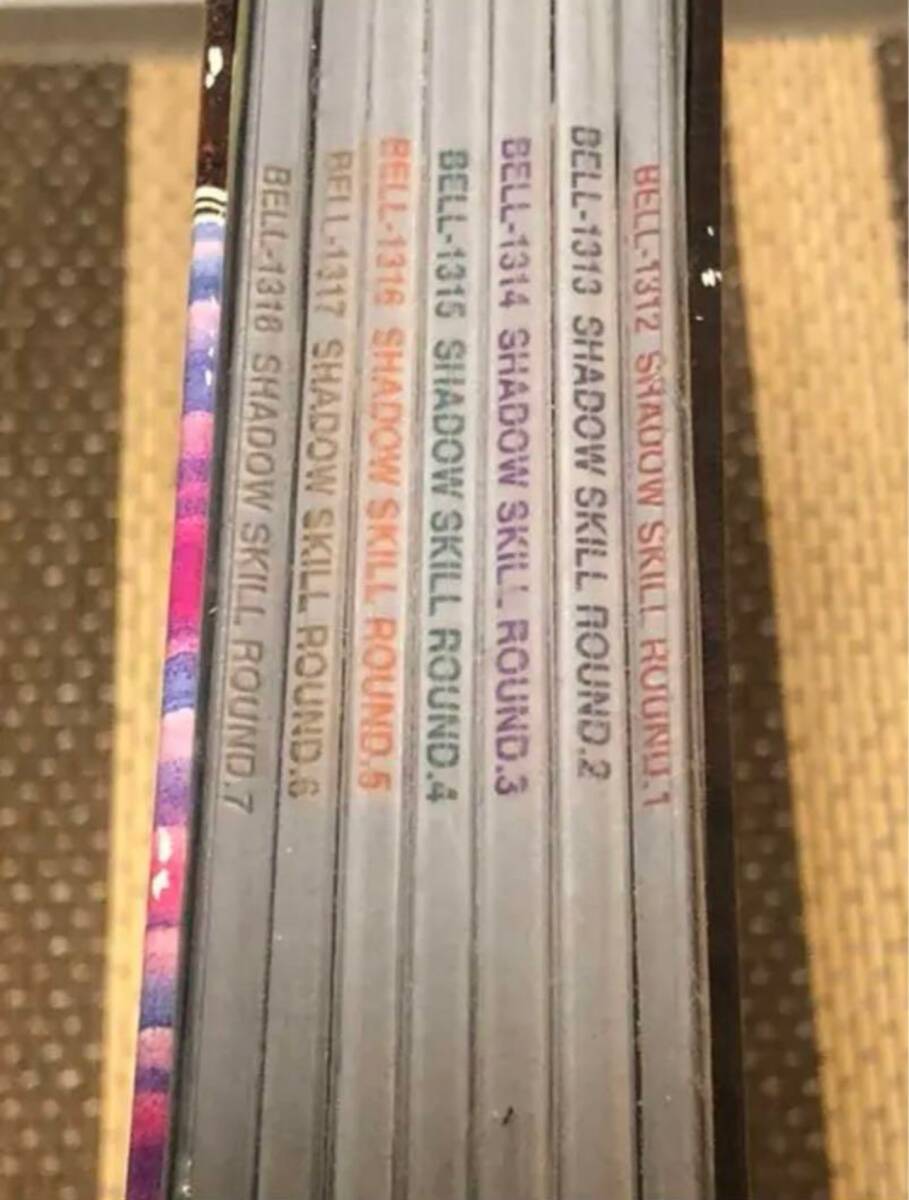 BELL-1318 SHADOW SKILL ROUND.7
BELL-1317 SHADOW SKILL ROUND.6
BELL-1316 SHADOW SKILL ROUND.5
BELL-1315 SHADOW SKILL ROUND.4
BELL-1314 SHADOW SKILL ROUND.3
BELL-1313 SHADOW SKILL ROUND.2
BELL-1312 SHADOW SKILL ROUND.1